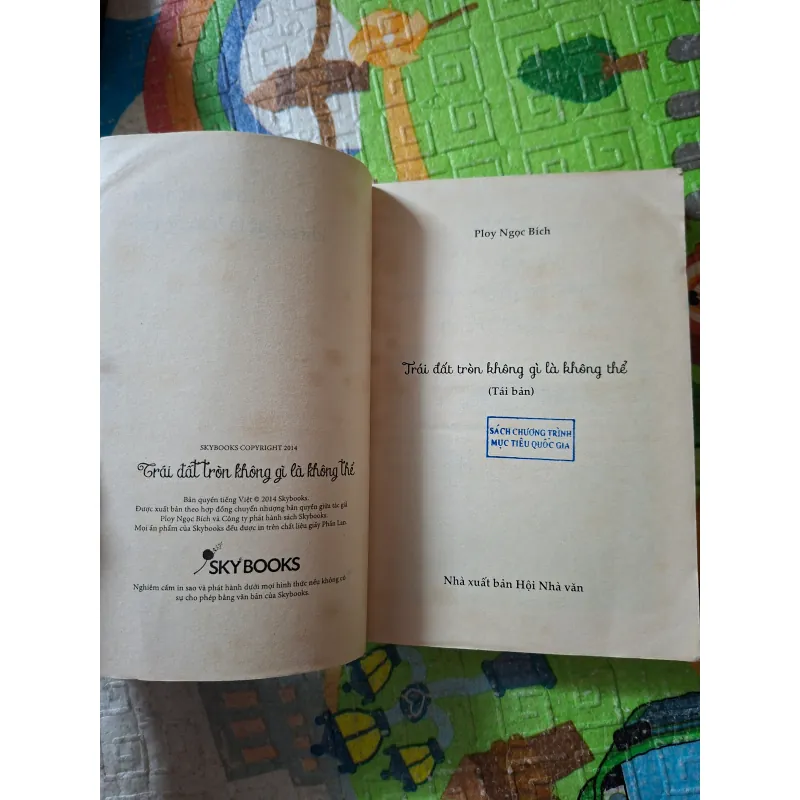 SKYBOOKS COPYRIGHT 2014
Trái đất tròn không gì là không thể
Bản quyền tiếng Việt © 2014 Skybooks.
Được xuất bản theo hợp đồng chuyển nhượng bản quyền giữa tác giả
Ploy Ngọc Bích và Công ty phát hành sách Skybooks.
Mọi ấn phẩm của Skybooks đều được in trên chất liệu giấy Phần Lan.
SKYBOOKS
Nghiêm cấm in sao và phát hành dưới mọi hình thức nếu không có
sự cho phép bằng văn bản của Skybooks.
Ploy Ngọc Bích
Trái đất tròn không gì là không thể
(Tái bản)
SÁCH CHƯƠNG TRÌNH
MỤC TIÊU QUỐC GIA
Nhà xuất bản Hội Nhà văn